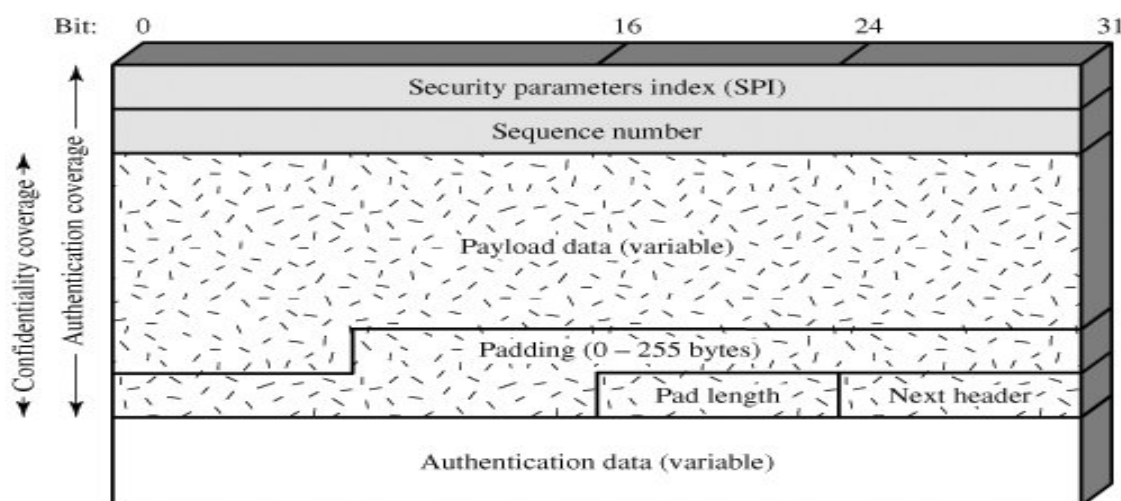 Bit: 0 16 24 31
Security parameters index (SPI)
Sequence number
Payload data (variable)
Padding (0 – 255 bytes)
Pad length Next header
Authentication data (variable)
Confidentiality coverage
Authentication coverage